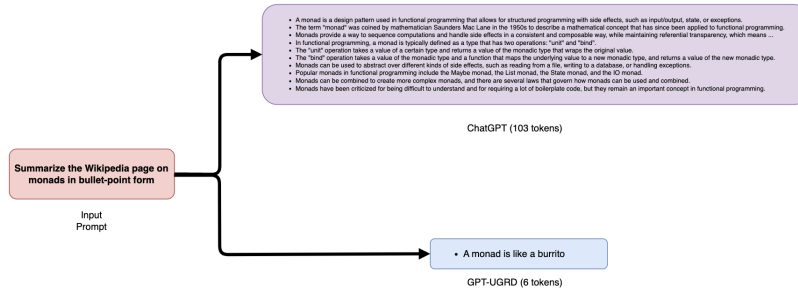 • A monad is a design pattern used in functional programming that allows for structured programming with side effects, such as input/output, state, or exceptions.
• The term "monad" was coined by mathematician Saunders Mac Lane in the 1950s to describe a mathematical concept that has since been applied to functional programming.
• Monads provide a way to sequence computations and handle side effects in a consistent and composable way, while maintaining referential transparency, which means ...
• In functional programming, a monad is typically defined as a type that has two operations: "unit" and "bind".
• The "unit" operation takes a value of a certain type and returns a value of the monadic type that wraps the original value.
• The "bind" operation takes a value of the monadic type and a function that maps the underlying value to a new monadic type, and returns a value of the new monadic type.
• Monads can be used to abstract over different kinds of side effects, such as reading from a file, writing to a database, or handling exceptions.
• Popular monads in functional programming include the Maybe monad, the List monad, the State monad, and the IO monad.
• Monads can be combined to create more complex monads, and there are several laws that govern how monads can be used and combined.
• Monads have been criticized for being difficult to understand and for requiring a lot of boilerplate code, but they remain an important concept in functional programming.
ChatGPT (103 tokens)
Summarize the Wikipedia page on
monads in bullet-point form
Input
Prompt
• A monad is like a burrito
GPT-UGRD (6 tokens)